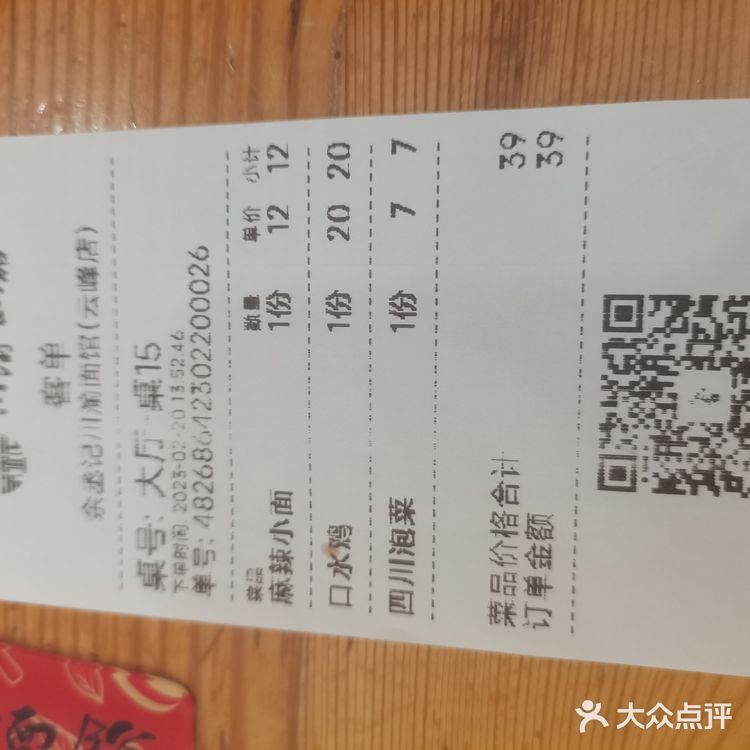 客单
余丞记川渝面馆(云峰店)
桌号: 大厅-桌15
下单时间: 2023-02-20 13:52:46
单号: 48268642302200026
菜品 数量 单价 小计
麻辣小面 1份 12 12
口水鸡 1份 20 20
四川泡菜 1份 7 7
菜品价格合计 39
订单金额 39
大众点评